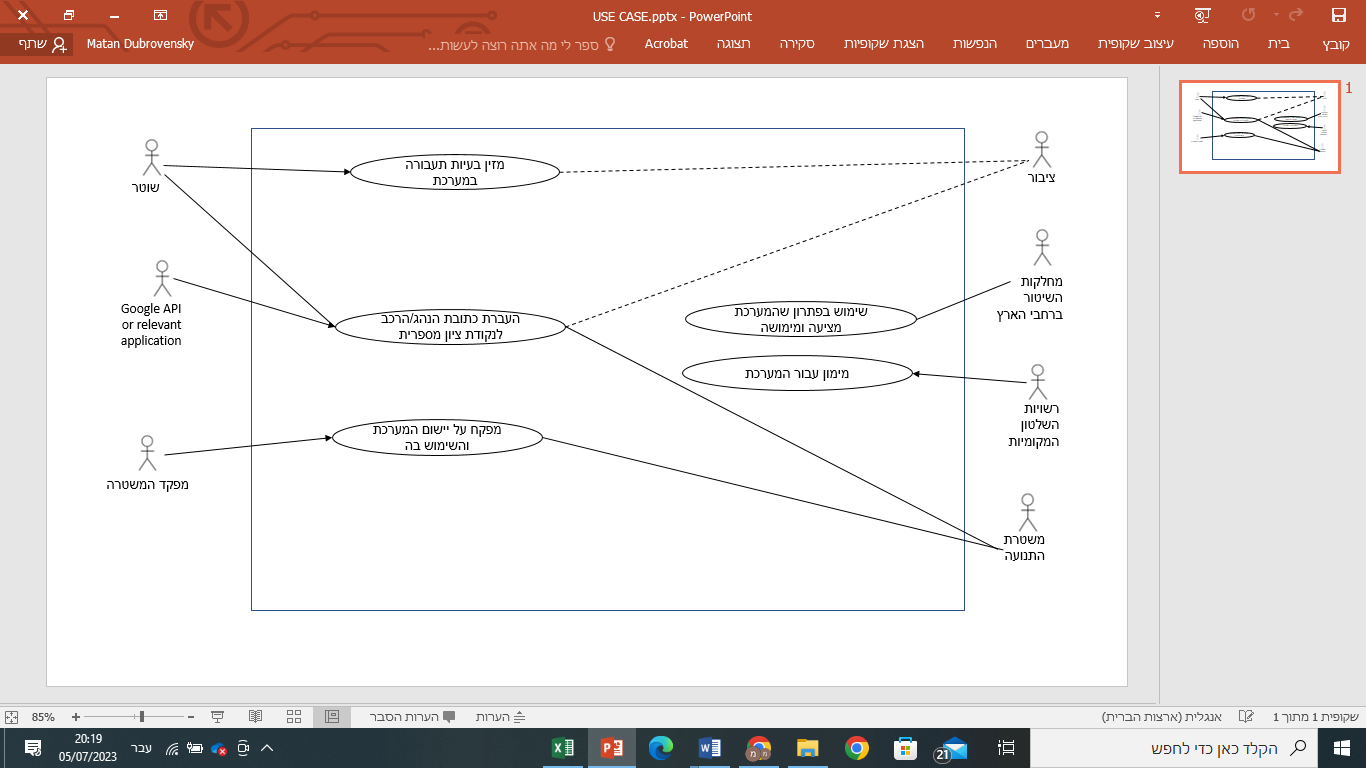 USE CASE.pptx - PowerPoint
קובץ
בית
הוספה
עיצוב שקופית
מעברים
הנפשות
הצגת שקופיות
סקירה
תצוגה
Acrobat
ספר לי מה אתה רוצה לעשות...
Matan Dubrovensky
שתף
1
שוטר
Google API
or relevant
application
מפקד המשטרה
מזין בעיות תעבורה
במערכת
העברת כתובת הנהג/הרכב
לנקודת ציון מספרית
מפקח על יישום המערכת
והשימוש בה
שימוש בפתרון שהמערכת
מציעה ומימושה
מימון עבור המערכת
ציבור
מחלקות
השיטור
ברחבי הארץ
רשויות
השלטון
המקומיות
משטרת
התנועה
שקופית 1 מתוך 1
אנגלית (ארצות הברית)
הערות
הערות הסבר
85%
הקלד כאן כדי לחפש
21
עבר
20:19
05/07/2023